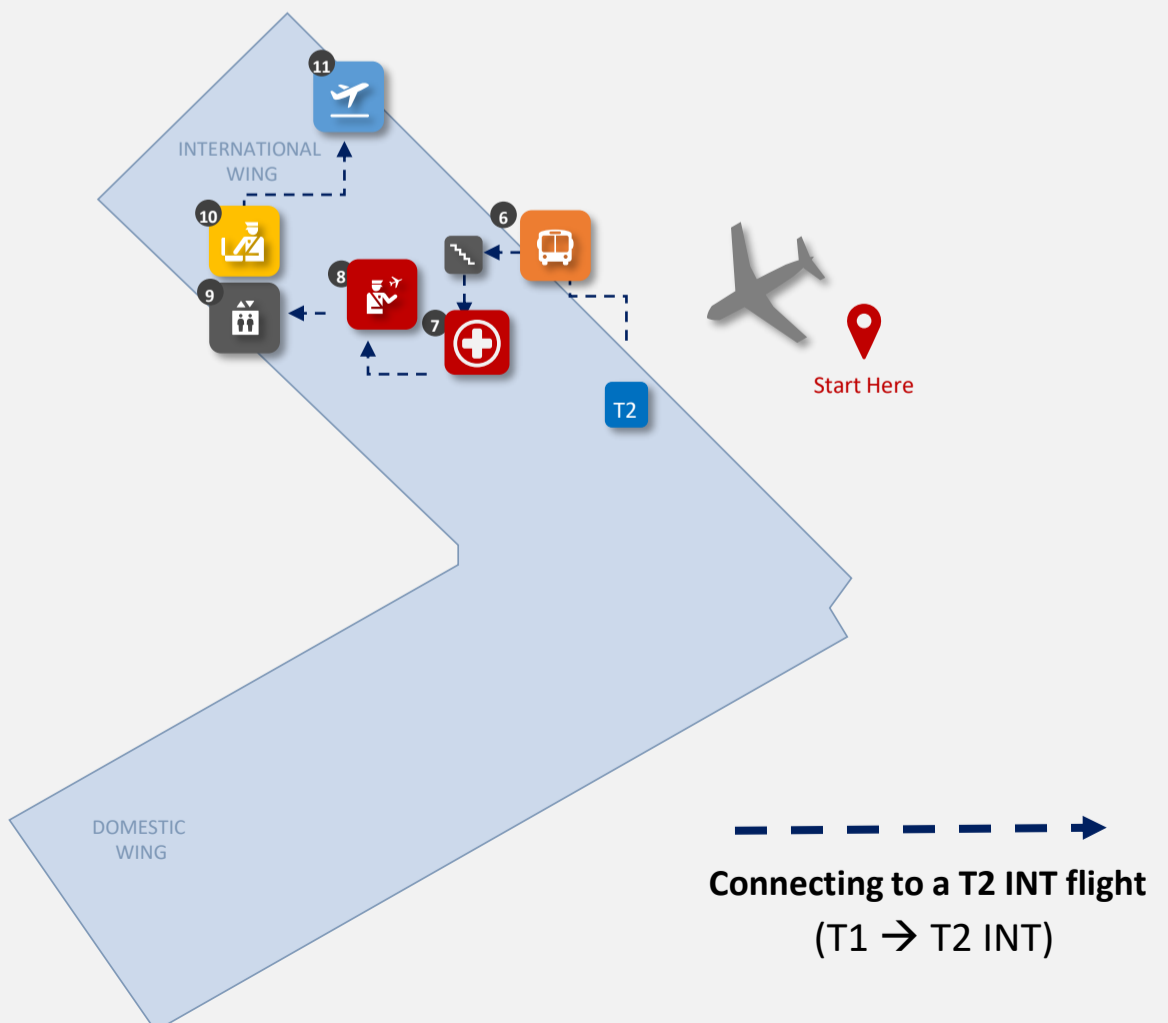 11
INTERNATIONAL
WING
10
6
8
9
7
Start Here
T2
DOMESTIC
WING
Connecting to a T2 INT flight
(T1 → T2 INT)